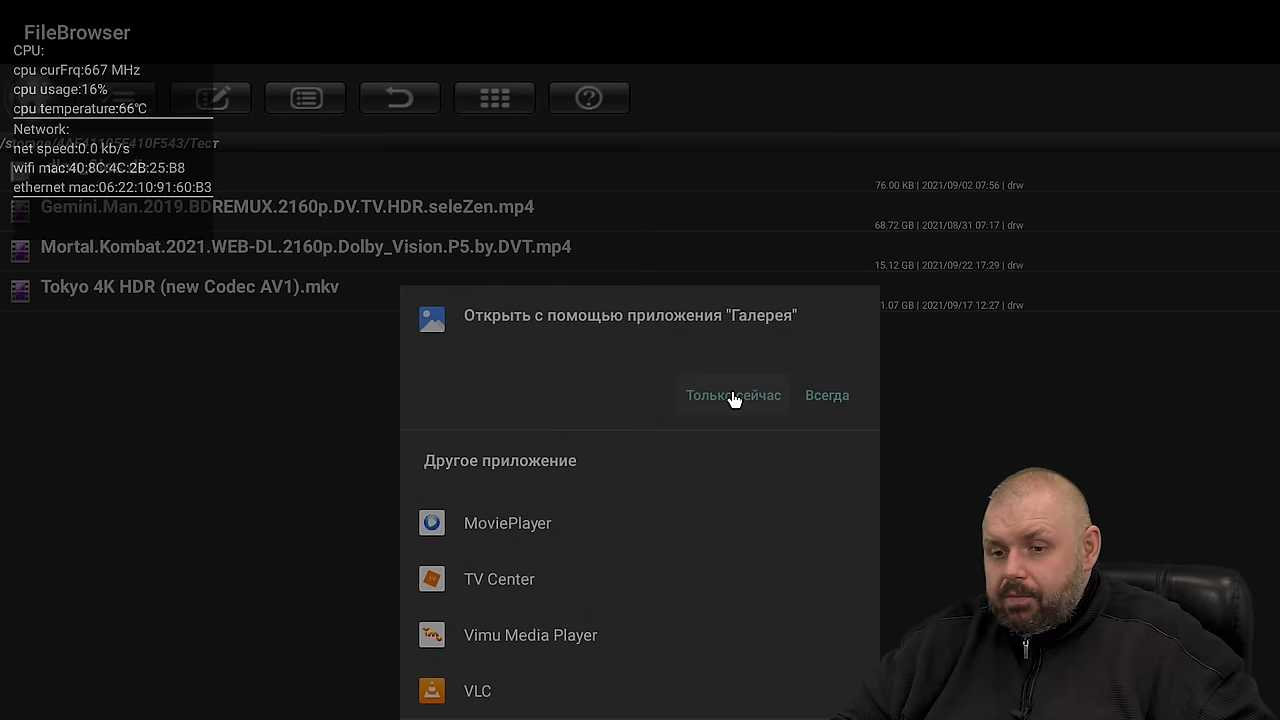 FileBrowser
CPU:
cpu curFrq:667 MHz
cpu usage:16%
cpu temperature:66℃
Network:
net speed:0.0 kb/s
wifi mac:40:8C:4C:2B:25:B8
ethernet mac:06:22:10:91:60:B3
76.00 KB | 2021/09/02 07:56 | drw
Gemini.Man.2019.BDREMUX.2160p.DV.TV.HDR.seleZen.mp4
68.72 GB | 2021/08/31 07:17 | drw
Mortal.Kombat.2021.WEB-DL.2160p.Dolby_Vision.P5.by.DVT.mp4
15.12 GB | 2021/09/22 17:29 | drw
Tokyo 4K HDR (new Codec AV1).mkv
1.07 GB | 2021/09/17 12:27 | drw
Открыть с помощью приложения "Галерея"
Только сейчас
Всегда
Другое приложение
MoviePlayer
TV Center
Vimu Media Player
VLC